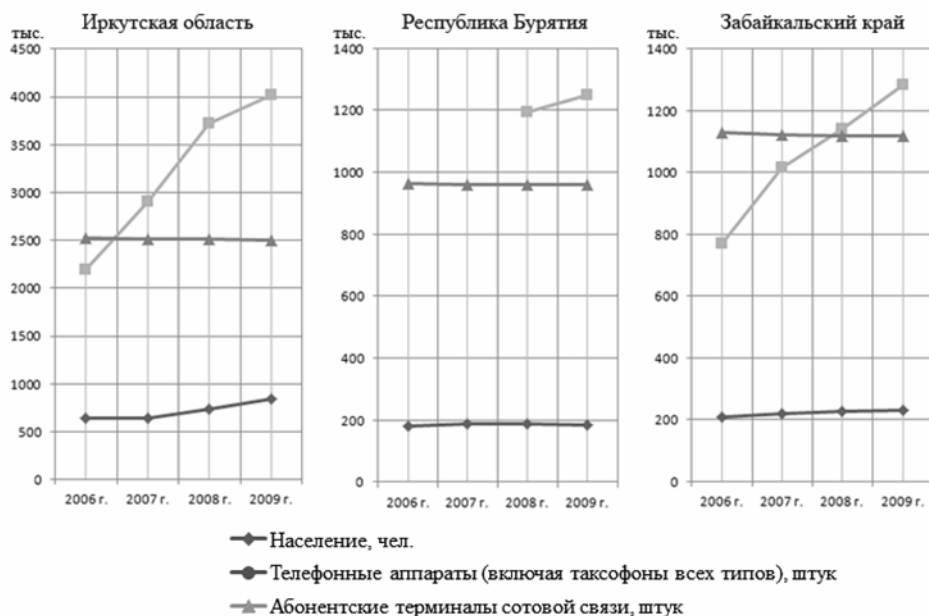 Иркутская область
тыс.
4500
4000
3500
3000
2500
2000
1500
1000
500
0
2006 г. 2007 г. 2008 г. 2009 г.
Республика Бурятия
тыс.
1400
1200
1000
800
600
400
200
0
2006 г. 2007 г. 2008 г. 2009 г.
Забайкальский край
тыс.
1400
1200
1000
800
600
400
200
0
2006 г. 2007 г. 2008 г. 2009 г.
Население, чел.
Телефонные аппараты (включая таксофоны всех типов), штук
Абонентские терминалы сотовой связи, штук